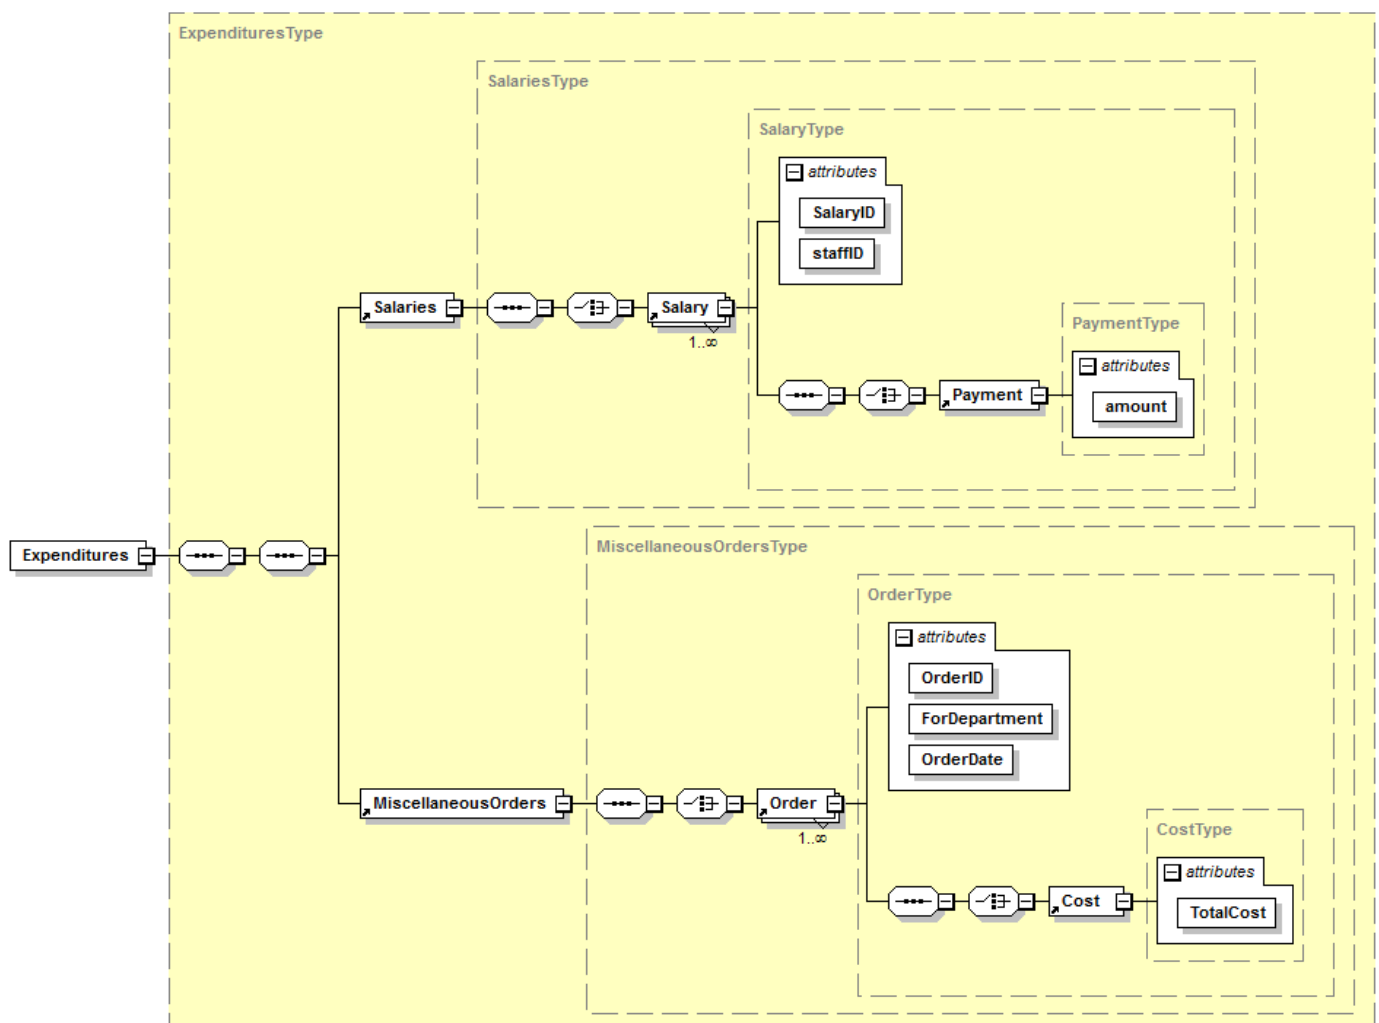 ExpendituresType
SalariesType
SalaryType
attributes
SalaryID
staffID
Salaries
Salary
1..∞
PaymentType
attributes
Payment
amount
Expenditures
MiscellaneousOrdersType
OrderType
attributes
OrderID
ForDepartment
OrderDate
MiscellaneousOrders
Order
1..∞
CostType
attributes
Cost
TotalCost